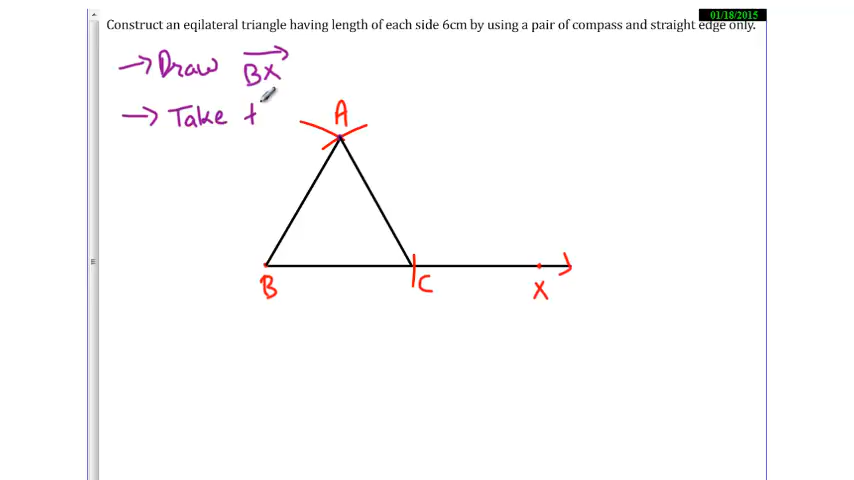 01/18/2015
Construct an eqilateral triangle having length of each side 6cm by using a pair of compass and straight edge only.
→ Draw BX
→ Take t
A
B
C
X